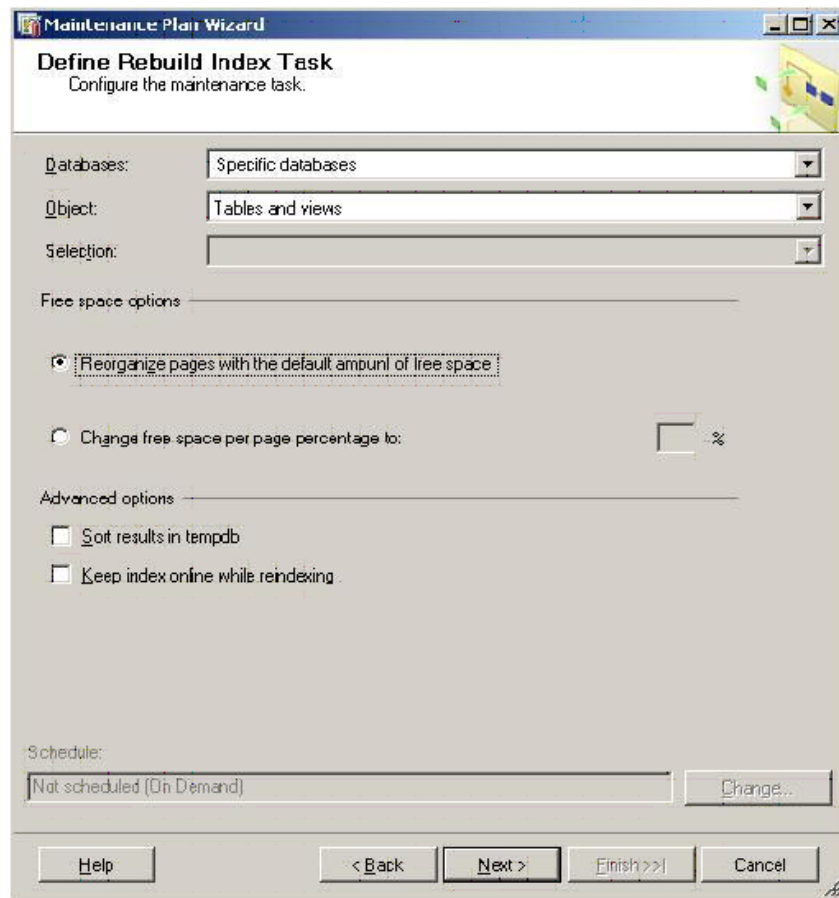 Maintenance Plan Wizard
Define Rebuild Index Task
Configure the maintenance task.
Databases: Specific databases
Object: Tables and views
Selection:
Free space options
Reorganize pages with the default amount of free space
Change free space per page percentage to: %
Advanced options
Sort results in tempdb
Keep index online while reindexing
Schedule:
Not scheduled (On Demand) Change...
Help < Back Next > Finish >>| Cancel